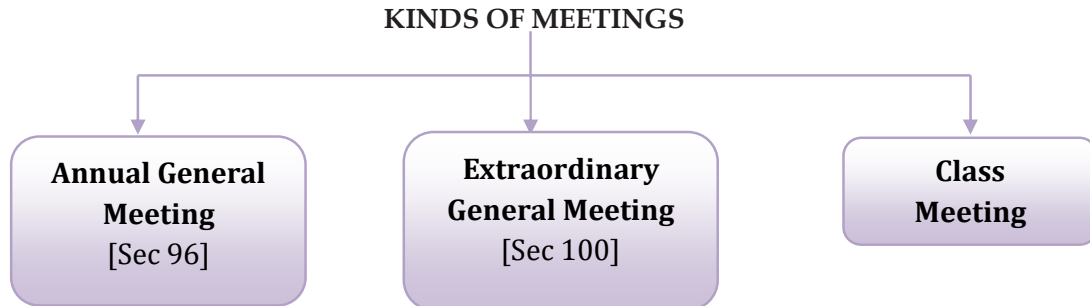 KINDS OF MEETINGS
Annual General
Meeting
[Sec 96]
Extraordinary
General Meeting
[Sec 100]
Class
Meeting